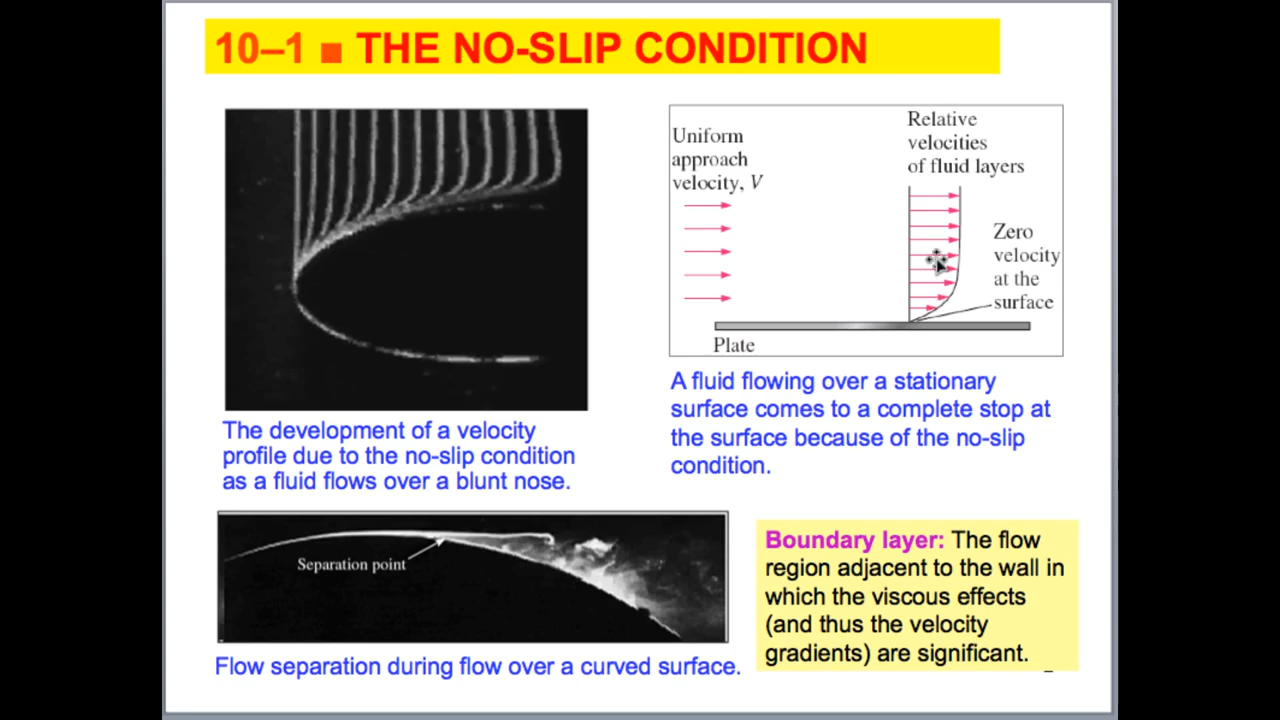 10–1 ■ THE NO-SLIP CONDITION
Uniform
approach
velocity, V
Relative
velocities
of fluid layers
Zero
velocity
at the
surface
Plate
The development of a velocity
profile due to the no-slip condition
as a fluid flows over a blunt nose.
A fluid flowing over a stationary
surface comes to a complete stop at
the surface because of the no-slip
condition.
Separation point
Flow separation during flow over a curved surface.
Boundary layer: The flow
region adjacent to the wall in
which the viscous effects
(and thus the velocity
gradients) are significant.